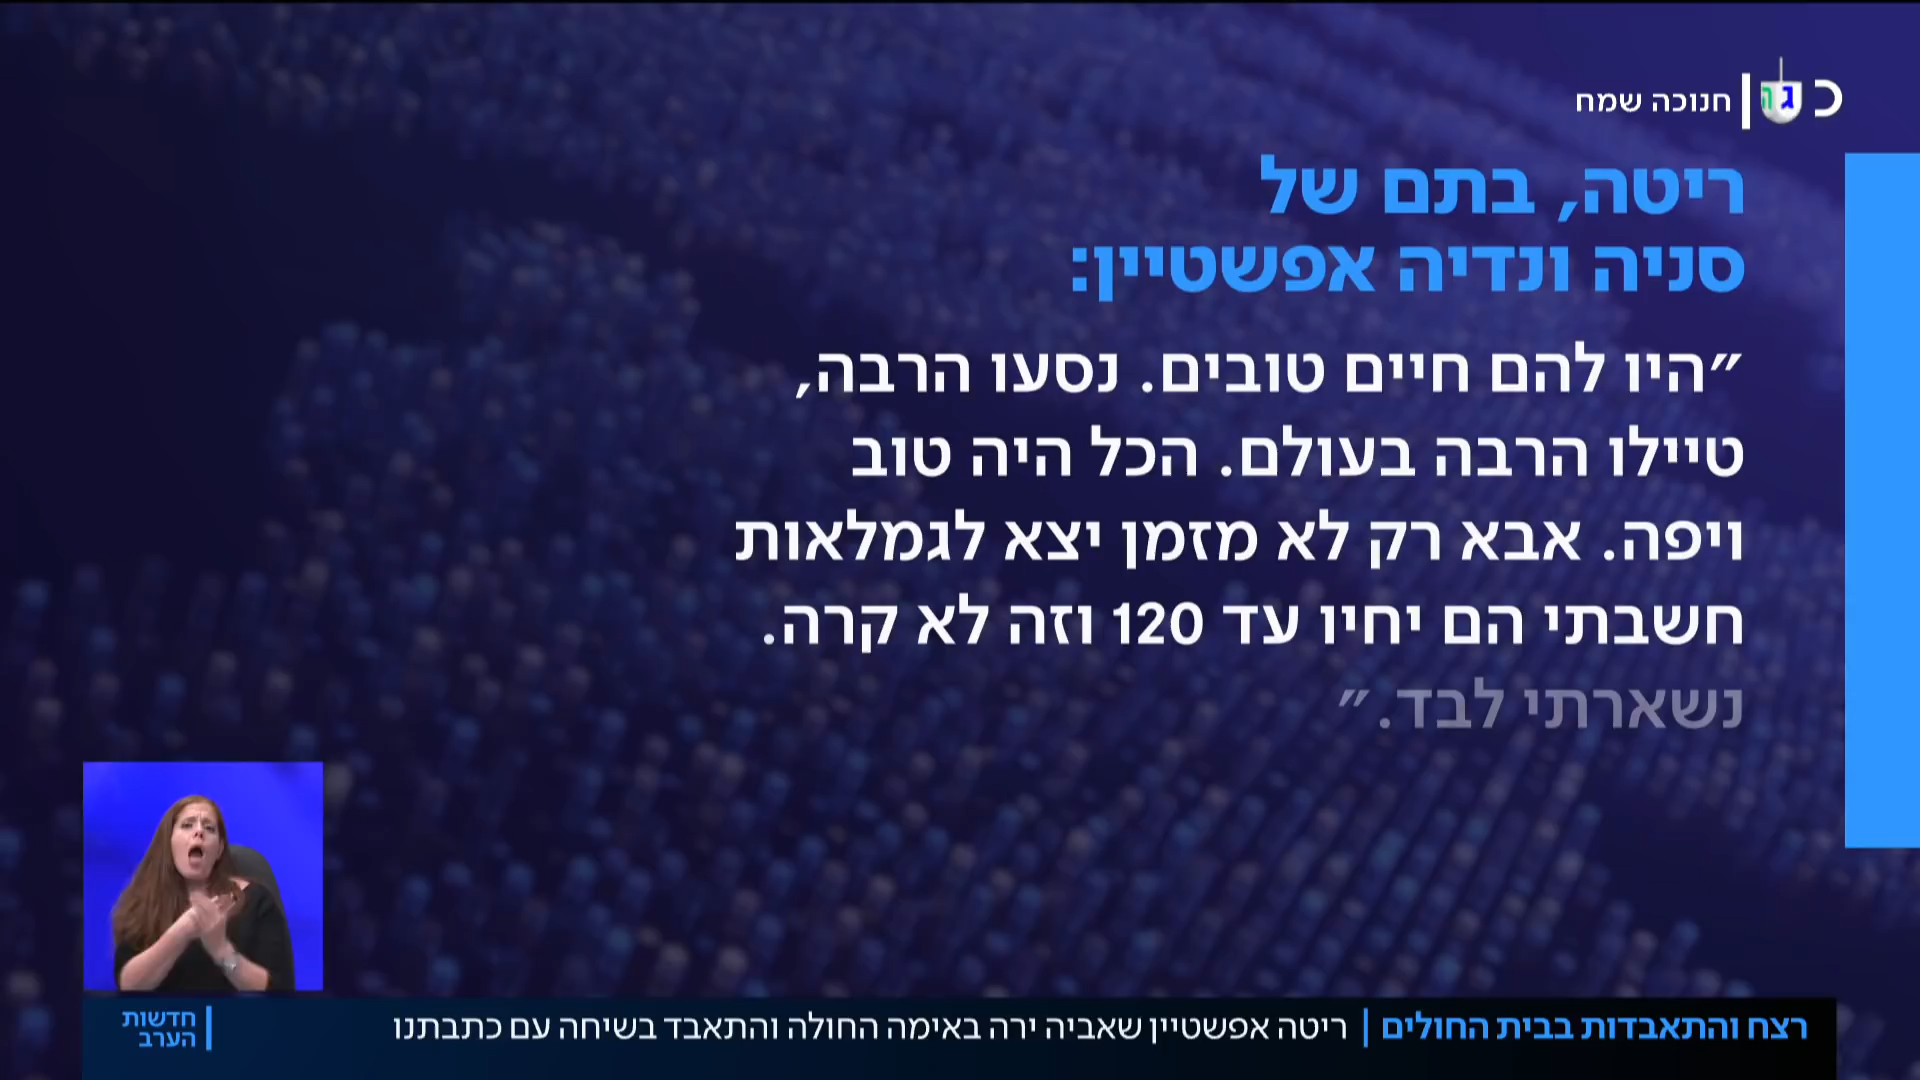 חנוכה שמח
ריטה, בתם של
סניה ונדיה אפשטיין:
״היו להם חיים טובים. נסעו הרבה,
טיילו הרבה בעולם. הכל היה טוב
ויפה. אבא רק לא מזמן יצא לגמלאות
חשבתי הם יחיו עד 120 וזה לא קרה.
נשארתי לבד.״
רצח והתאבדות בבית החולים | ריטה אפשטיין שאביה ירה באימה החולה והתאבד בשיחה עם כתבתנו
חדשות
הערב